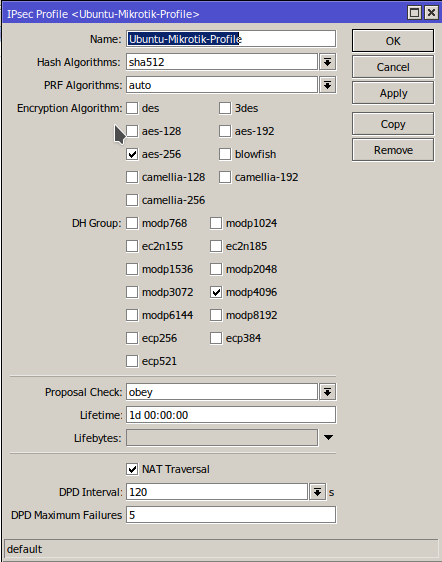 IPsec Profile <Ubuntu-Mikrotik-Profile>
Name: Ubuntu-Mikrotik-Profile OK
Hash Algorithms: sha512 Cancel
PRF Algorithms: auto Apply
Encryption Algorithm: des 3des Copy
aes-128 aes-192 Remove
aes-256 blowfish
camellia-128 camellia-192
camellia-256
DH Group: modp768 modp1024
ec2n155 ec2n185
modp1536 modp2048
modp3072 modp4096
modp6144 modp8192
ecp256 ecp384
ecp521
Proposal Check: obey
Lifetime: 1d 00:00:00
Lifebytes:
NAT Traversal
DPD Interval: 120 s
DPD Maximum Failures 5
default